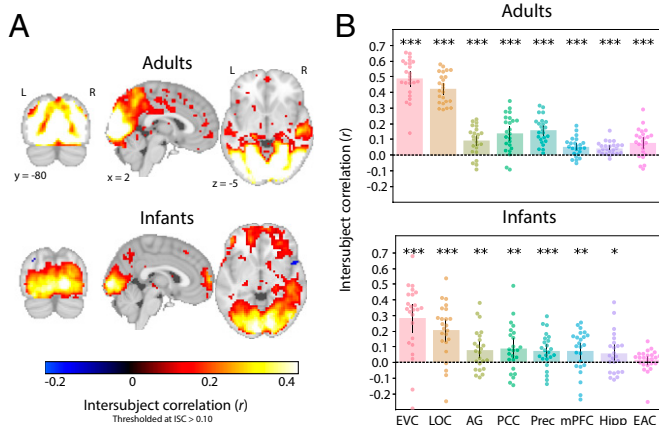 A
Adults
L
R
L
R
y = -80
x = 2
z = -5
Infants
-0.2
0
0.2
0.4
Intersubject correlation (r)
Thresholded at ISC > 0.10
B
Adults
Intersubject correlation (r)
0.7
0.6
0.5
0.4
0.3
0.2
0.1
0.0
-0.1
-0.2
*** *** *** *** *** *** *** ***
Infants
0.7
0.6
0.5
0.4
0.3
0.2
0.1
0.0
-0.1
-0.2
*** *** ** ** *** ** *
EVC LOC AG PCC Prec mPFC Hipp EAC